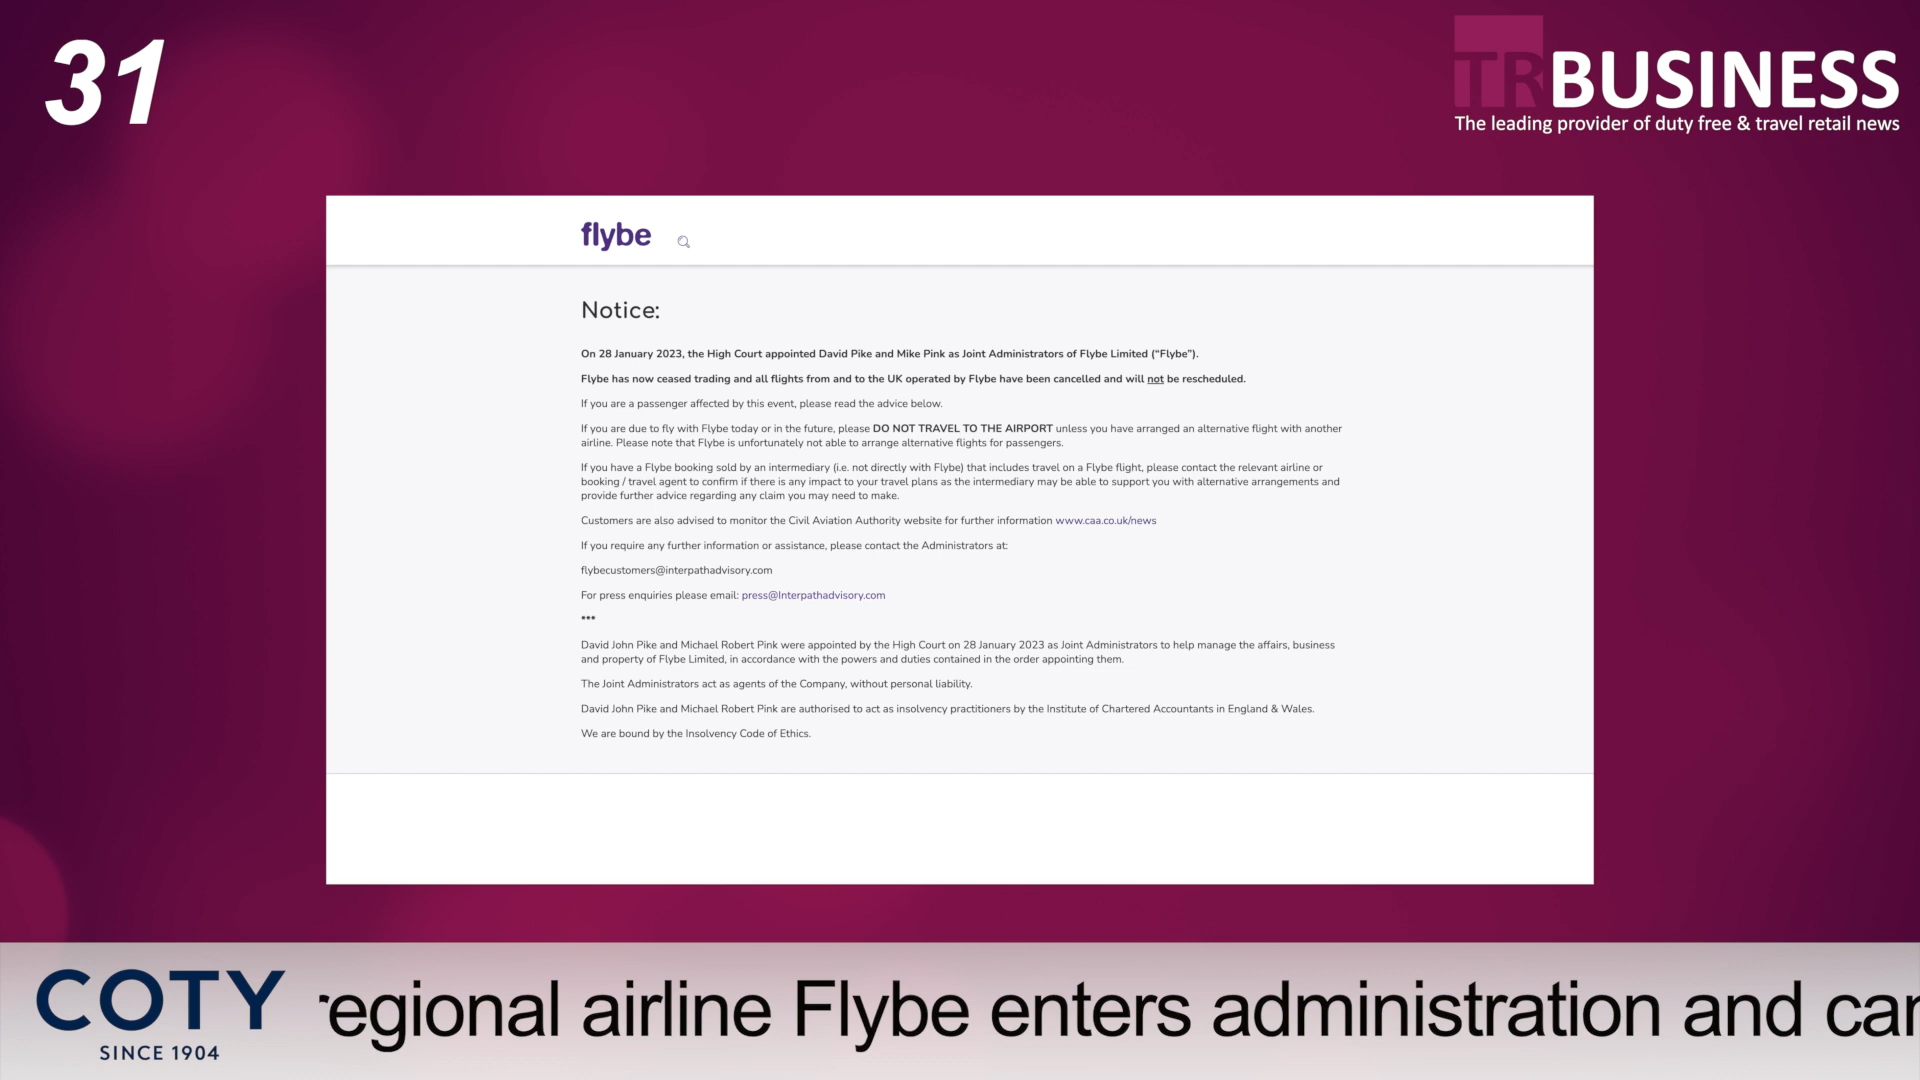 31
TRBUSINESS
The leading provider of duty free & travel retail news
flybe
Notice:
On 28 January 2023, the High Court appointed David Pike and Mike Pink as Joint Administrators of Flybe Limited (“Flybe”).
Flybe has now ceased trading and all flights from and to the UK operated by Flybe have been cancelled and will not be rescheduled.
If you are a passenger affected by this event, please read the advice below.
If you are due to fly with Flybe today or in the future, please DO NOT TRAVEL TO THE AIRPORT unless you have arranged an alternative flight with another
airline. Please note that Flybe is unfortunately not able to arrange alternative flights for passengers.
If you have a Flybe booking sold by an intermediary (i.e. not directly with Flybe) that includes travel on a Flybe flight, please contact the relevant airline or
booking / travel agent to confirm if there is any impact to your travel plans as the intermediary may be able to support you with alternative arrangements and
provide further advice regarding any claim you may need to make.
Customers are also advised to monitor the Civil Aviation Authority website for further information www.caa.co.uk/news
If you require any further information or assistance, please contact the Administrators at:
flybecustomers@interpathadvisory.com
For press enquiries please email: press@Interpathadvisory.com
***
David John Pike and Michael Robert Pink were appointed by the High Court on 28 January 2023 as Joint Administrators to help manage the affairs, business
and property of Flybe Limited, in accordance with the powers and duties contained in the order appointing them.
The Joint Administrators act as agents of the Company, without personal liability.
David John Pike and Michael Robert Pink are authorised to act as insolvency practitioners by the Institute of Chartered Accountants in England & Wales.
We are bound by the Insolvency Code of Ethics.
COTY
SINCE 1904
regional airline Flybe enters administration and